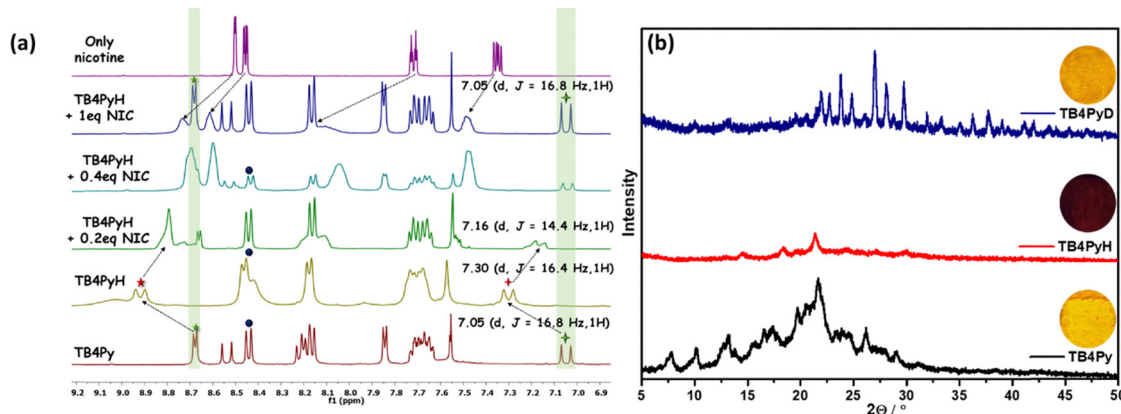 (a)
Only
nicotine
7.05 (d, J = 16.8 Hz,1H)
TB4PyH
+ 1eq NIC
TB4PyH
+ 0.4eq NIC
7.16 (d, J = 14.4 Hz,1H)
TB4PyH
+ 0.2eq NIC
7.30 (d, J = 16.4 Hz,1H)
TB4PyH
7.05 (d, J = 16.8 Hz,1H)
TB4Py
9.2 9.1 9.0 8.9 8.8 8.7 8.6 8.5 8.4 8.3 8.2 8.1 8.0 7.9 7.8 7.7 7.6 7.5 7.4 7.3 7.2 7.1 7.0 6.9
f1 (ppm)
(b)
Intensity
TB4PyD
TB4PyH
TB4Py
5 10 15 20 25 30 35 40 45 50
2Θ / °